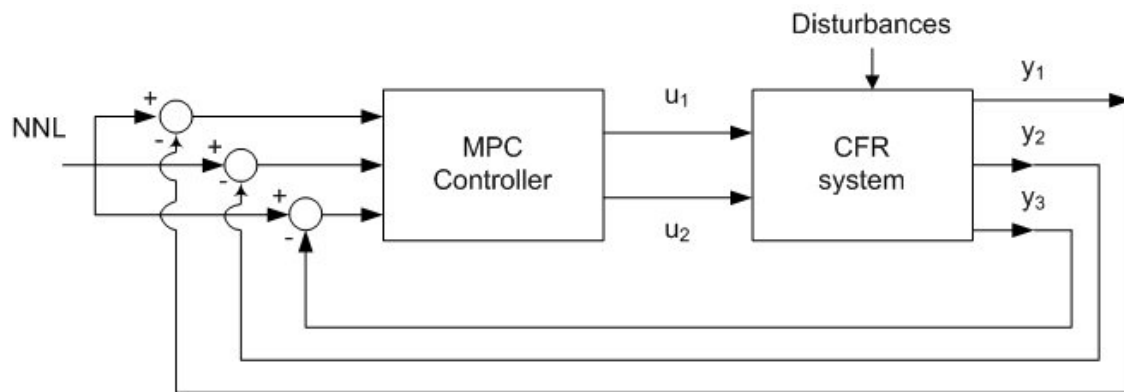 Disturbances
NNL
+
-
+
-
+
-
MPC
Controller
u₁
u₂
CFR
system
y₁
y₂
y₃